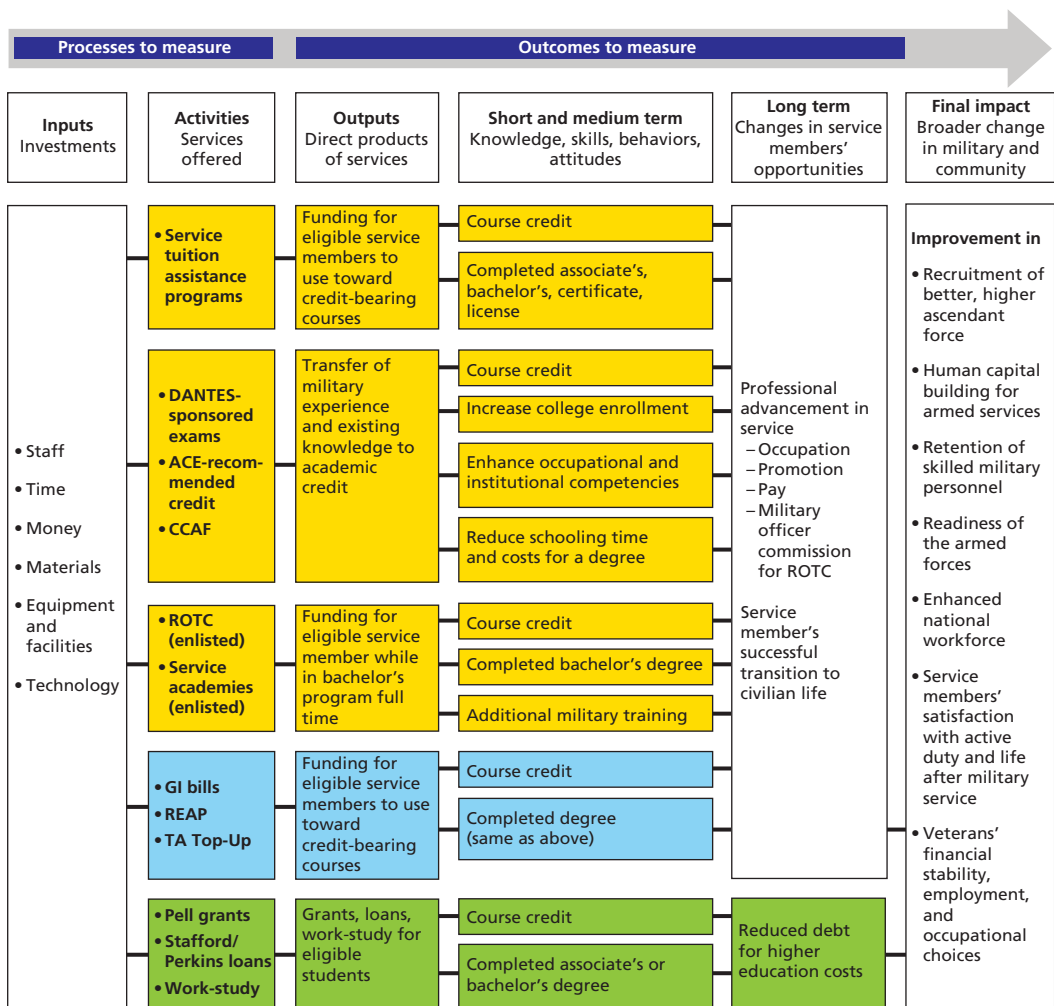 Processes to measure
Outcomes to measure
Inputs
Investments
Activities
Services
offered
Outputs
Direct products
of services
Short and medium term
Knowledge, skills, behaviors,
attitudes
Long term
Changes in service
members'
opportunities
Final impact
Broader change
in military and
community
• Staff
• Time
• Money
• Materials
• Equipment
and
facilities
• Technology
• Service
tuition
assistance
programs
Funding for
eligible service
members to
use toward
credit-bearing
courses
Course credit
Completed associate's,
bachelor's, certificate,
license
• DANTES-
sponsored
exams
• ACE-recom-
mended
credit
• CCAF
Transfer of
military
experience
and existing
knowledge to
academic
credit
Course credit
Increase college enrollment
Enhance occupational and
institutional competencies
Reduce schooling time
and costs for a degree
• ROTC
(enlisted)
• Service
academies
(enlisted)
Funding for
eligible service
member while
in bachelor's
program full
time
Course credit
Completed bachelor's degree
Additional military training
• GI bills
• REAP
• TA Top-Up
Funding for
eligible service
members to use
toward
credit-bearing
courses
Course credit
Completed degree
(same as above)
• Pell grants
• Stafford/
Perkins loans
• Work-study
Grants, loans,
work-study for
eligible
students
Course credit
Completed associate's or
bachelor's degree
Professional
advancement in
service
– Occupation
– Promotion
– Pay
– Military
officer
commission
for ROTC
Service
member's
successful
transition to
civilian life
Reduced debt
for higher
education costs
Improvement in
• Recruitment of
better, higher
ascendant
force
• Human capital
building for
armed services
• Retention of
skilled military
personnel
• Readiness of
the armed
forces
• Enhanced
national
workforce
• Service
members'
satisfaction
with active
duty and life
after military
service
• Veterans'
financial
stability,
employment,
and
occupational
choices